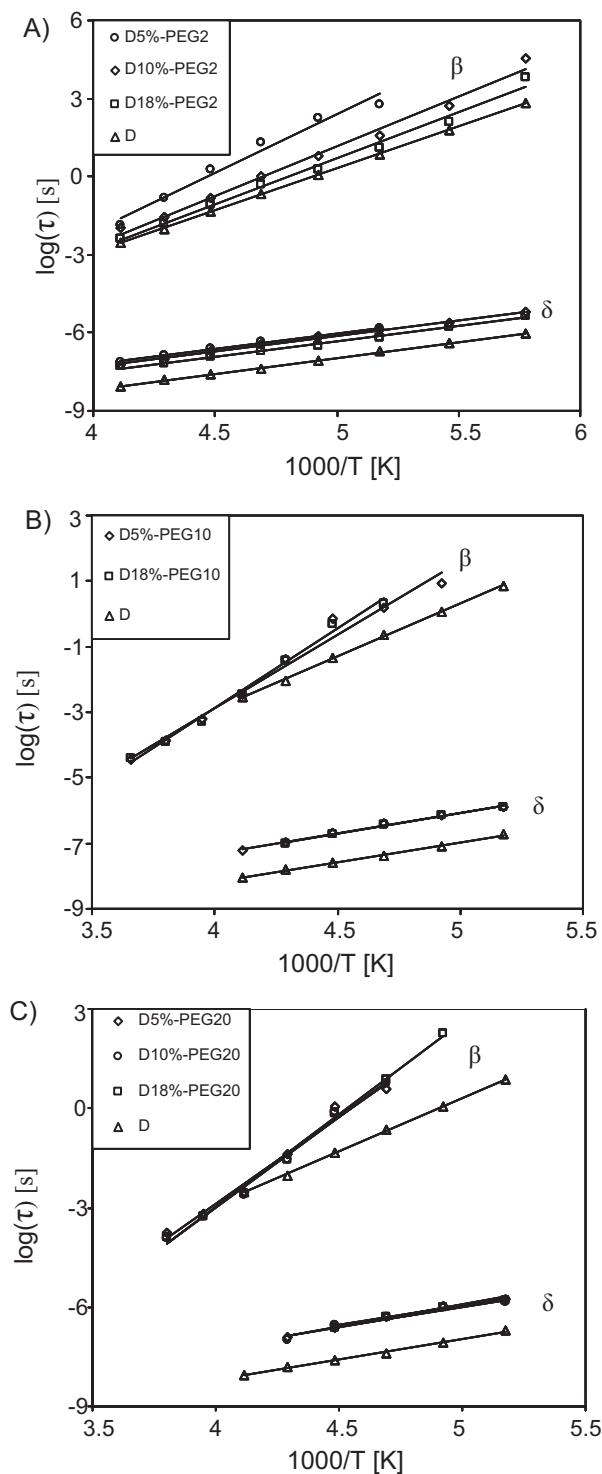 A)
D5%-PEG2
D10%-PEG2
D18%-PEG2
D
β
δ
log(τ) [s]
6
3
0
-3
-6
-9
4
4.5
5
5.5
6
1000/T [K]
B)
D5%-PEG10
D18%-PEG10
D
β
δ
log(τ) [s]
3
1
-1
-3
-5
-7
-9
3.5
4
4.5
5
5.5
1000/T [K]
C)
D5%-PEG20
D10%-PEG20
D18%-PEG20
D
β
δ
log(τ) [s]
3
0
-3
-6
-9
3.5
4
4.5
5
5.5
1000/T [K]